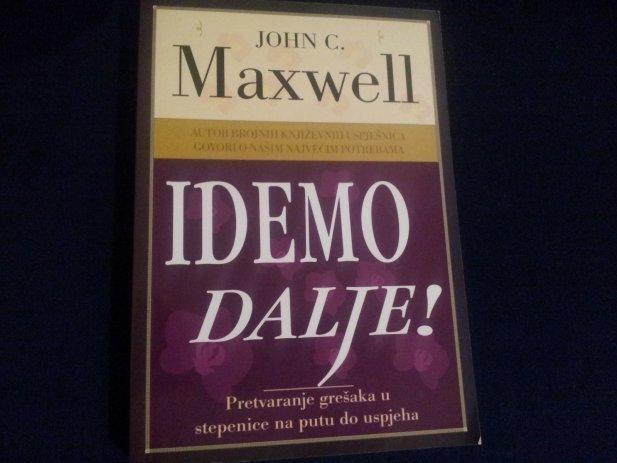 JOHN C.
Maxwell
AUTOR BROJNIH KNJIŽEVNIH USPJEŠNICA
GOVORI O NAŠIM NAJVEĆIM POTREBAMA
IDEMO
DALJE!
Pretvaranje grešaka u
stepenice na putu do uspjeha